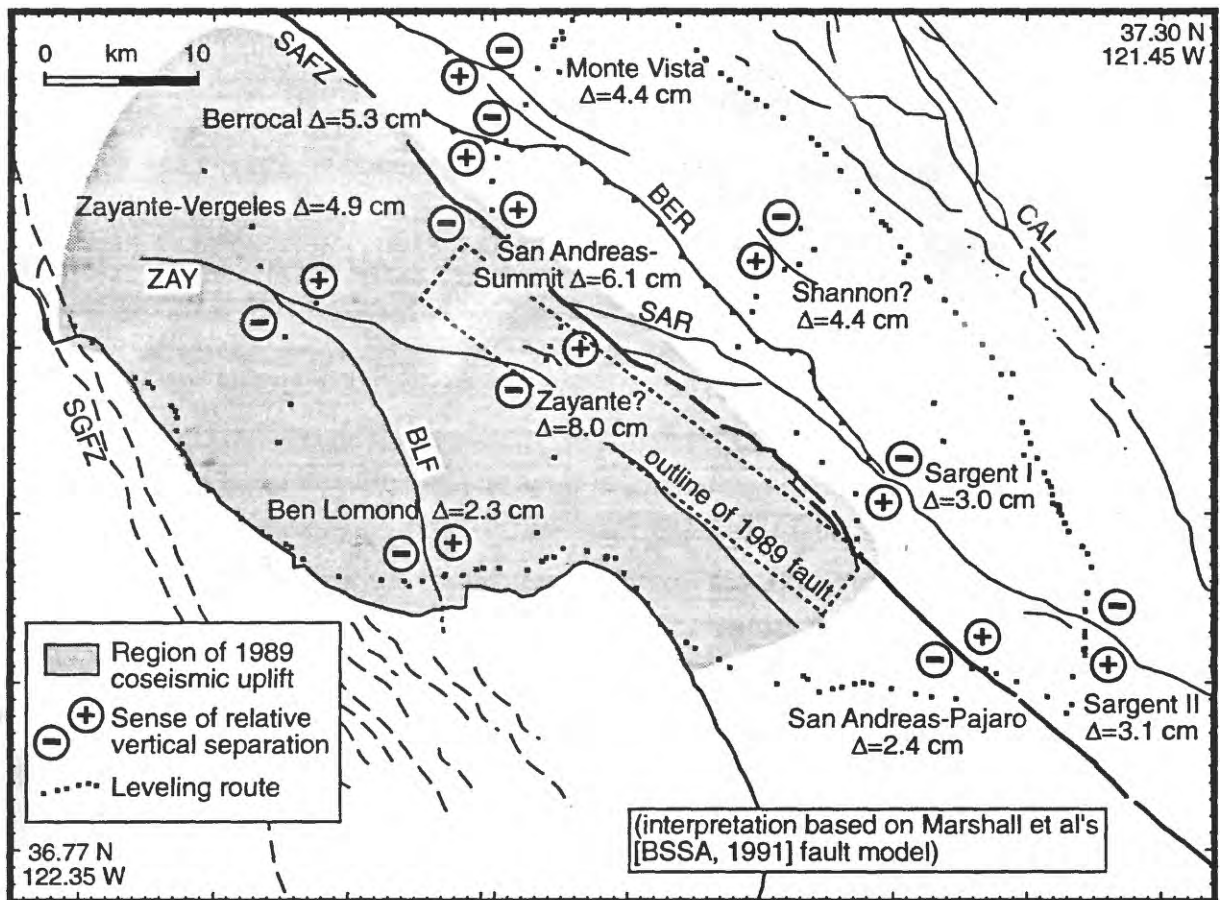 0 km 10
SAFZ
37.30 N
121.45 W
Monte Vista
Δ=4.4 cm
Berrocal Δ=5.3 cm
Zayante-Vergeles Δ=4.9 cm
BER
CAL
San Andreas-
Summit Δ=6.1 cm
ZAY
Shannon?
Δ=4.4 cm
SAR
Zayante?
Δ=8.0 cm
SGFZ
BLF
outline of 1989 fault
Sargent I
Δ=3.0 cm
Ben Lomond Δ=2.3 cm
Region of 1989
coseismic uplift
Sense of relative
vertical separation
Leveling route
San Andreas-Pajaro
Δ=2.4 cm
Sargent II
Δ=3.1 cm
(interpretation based on Marshall et al's
[BSSA, 1991] fault model)
36.77 N
122.35 W